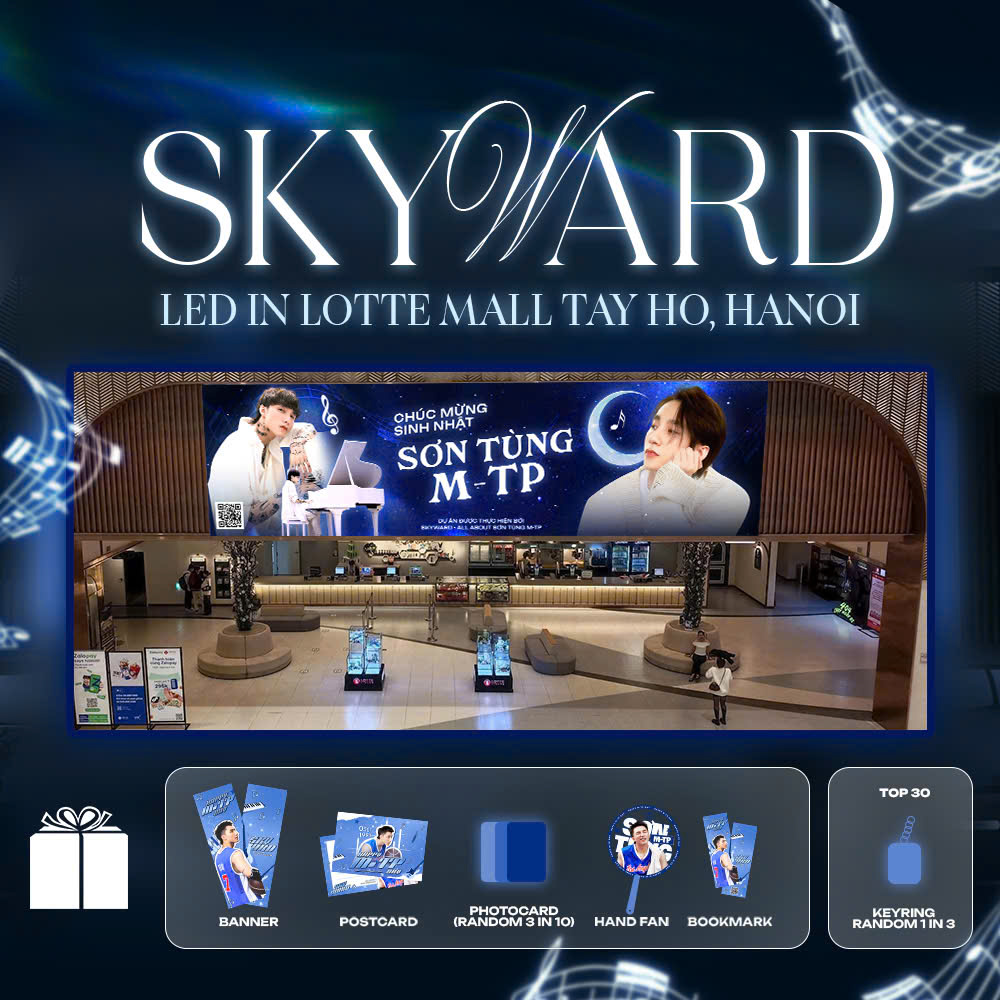 SKYWARD
LED IN LOTTE MALL TAY HO, HANOI
CHÚC MỪNG
SINH NHẬT
SƠN TÙNG
M-TP
DỰ ÁN ĐƯỢC THỰC HIỆN BỞI
SKYWARD - ALL ABOUT SƠN TÙNG M-TP
Zalopay
LOTTE
BANNER
POSTCARD
PHOTOCARD
(RANDOM 3 IN 10)
HAND FAN
BOOKMARK
TOP 30
KEYRING
RANDOM 1 IN 3